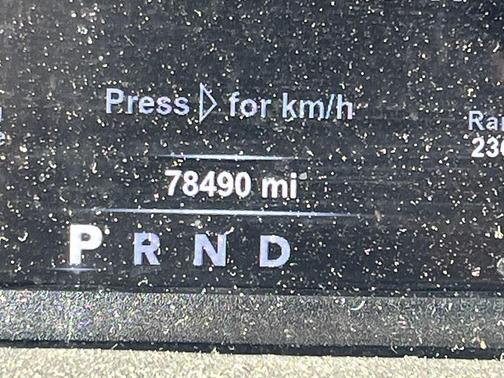 Press ▷ for km/h
78490 mi
P R N D